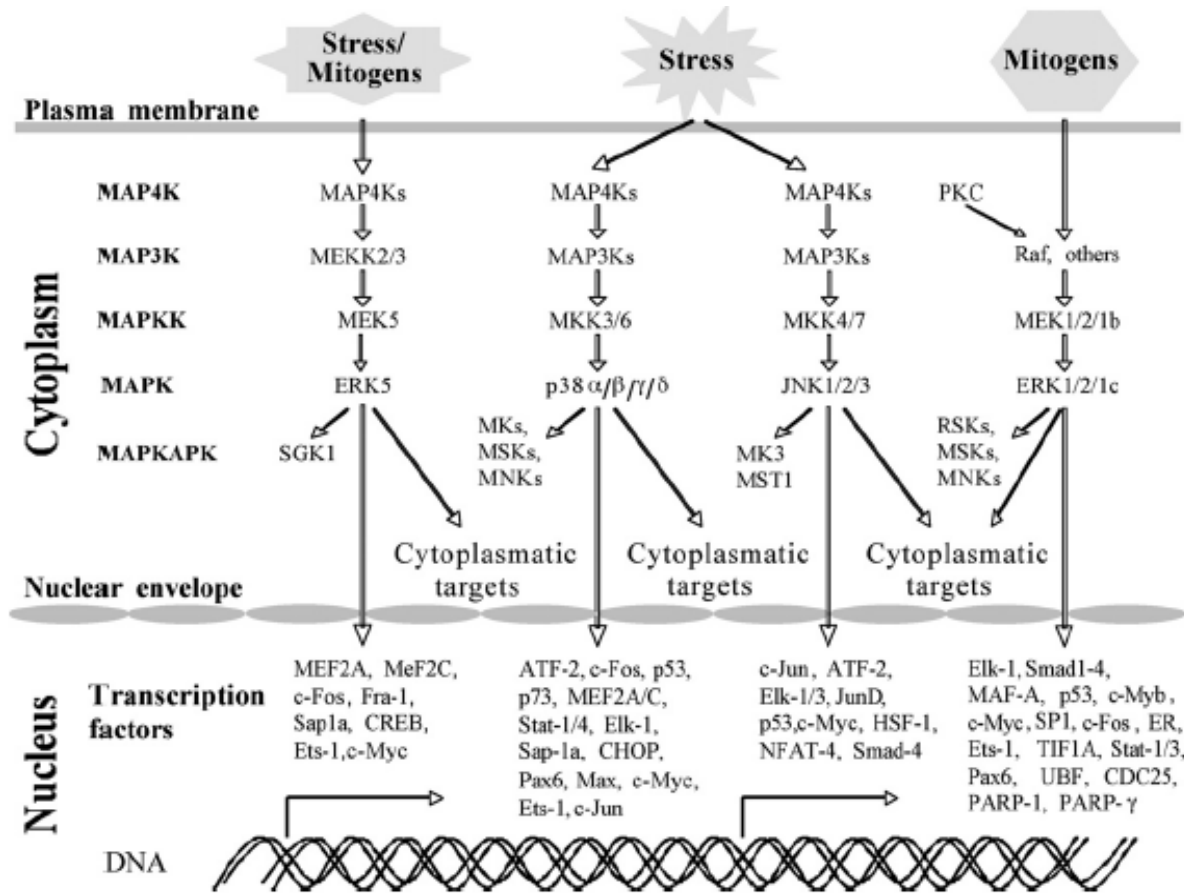 Stress/
Mitogens
Stress
Mitogens
Plasma membrane
MAP4K
MAP4Ks
MAP4Ks
MAP4Ks
PKC
MAP3K
MEKK2/3
MAP3Ks
MAP3Ks
Raf, others
MAPKK
MEK5
MKK3/6
MKK4/7
MEK1/2/1b
MAPK
ERK5
p38 α/β/γ/δ
JNK1/2/3
ERK1/2/1c
MAPKAPK
SGK1
MKs,
MSKs,
MNKs
MK3
MST1
RSKs,
MSKs,
MNKs
Cytoplasm
Cytoplasmatic
targets
Cytoplasmatic
targets
Cytoplasmatic
targets
Nuclear envelope
Nucleus
Transcription
factors
MEF2A, MeF2C,
c-Fos, Fra-1,
Sap1a, CREB,
Ets-1,c-Myc
ATF-2, c-Fos, p53,
p73, MEF2A/C,
Stat-1/4, Elk-1,
Sap-1a, CHOP,
Pax6, Max, c-Myc,
Ets-1, c-Jun
c-Jun, ATF-2,
Elk-1/3, JunD,
p53,c-Myc, HSF-1,
NFAT-4, Smad-4
Elk-1, Smad1-4,
MAF-A, p53, c-Myb,
c-Myc, SP1, c-Fos, ER,
Ets-1, TIF1A, Stat-1/3,
Pax6, UBF, CDC25,
PARP-1, PARP-γ
DNA